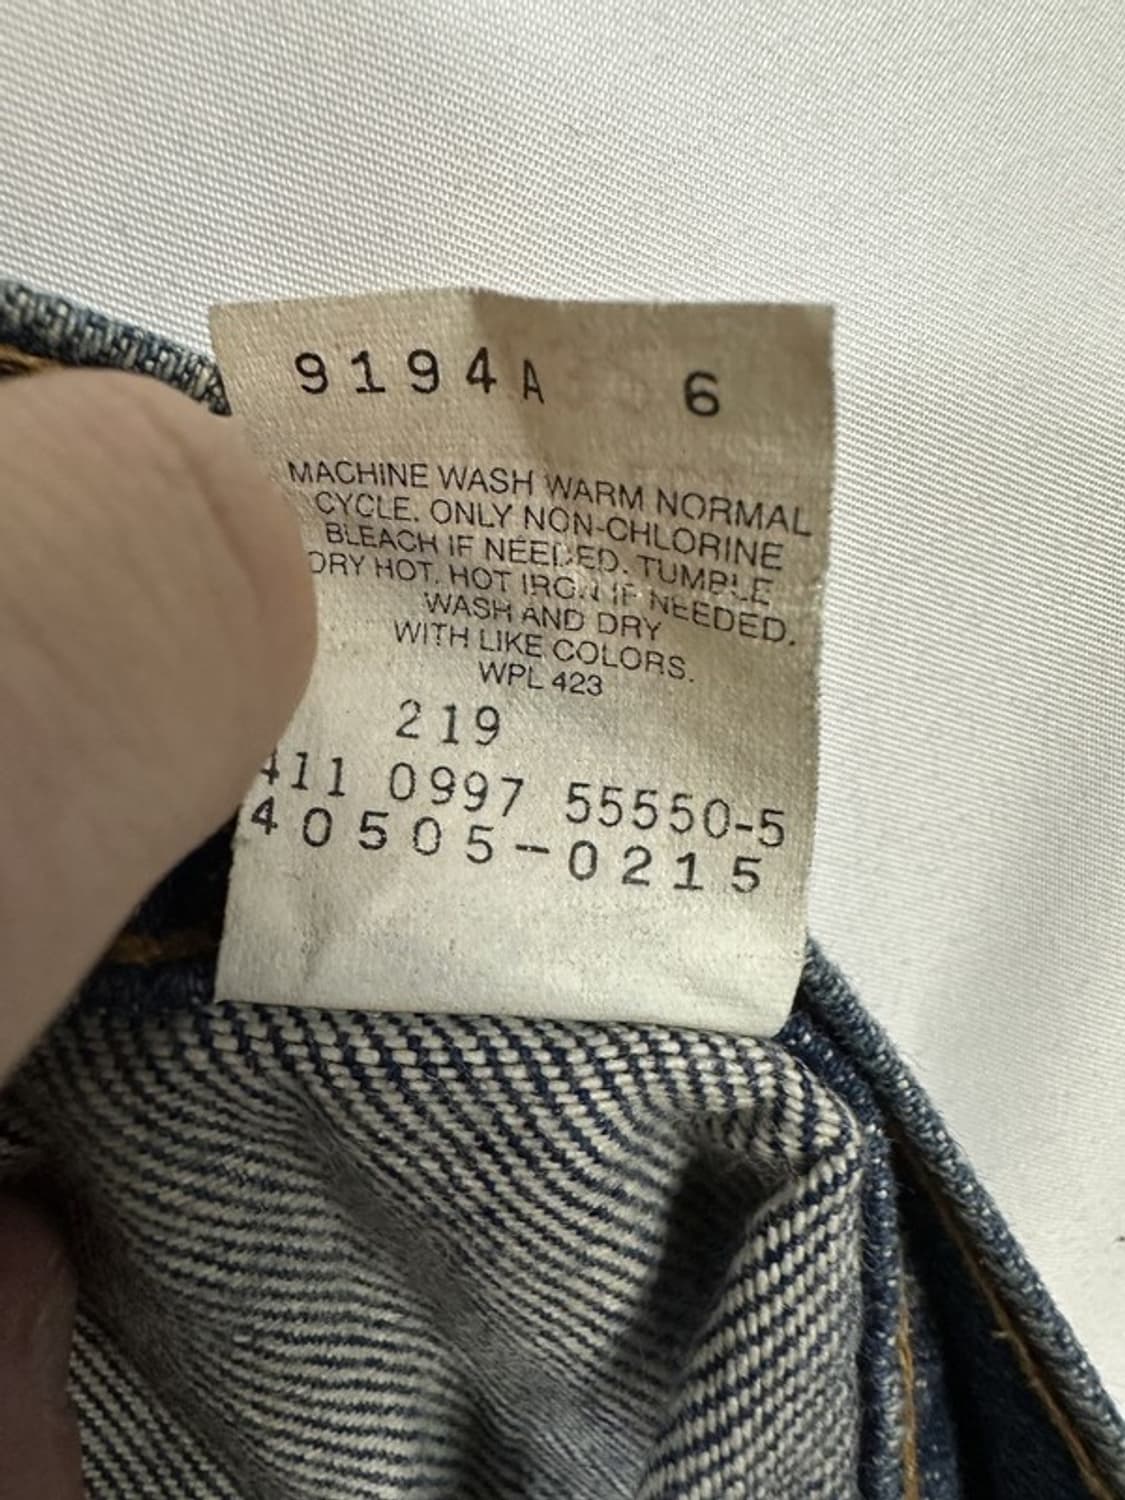 9194A 6
MACHINE WASH WARM NORMAL
CYCLE. ONLY NON-CHLORINE
BLEACH IF NEEDED. TUMBLE
DRY HOT. HOT IRON IF NEEDED.
WASH AND DRY
WITH LIKE COLORS.
WPL 423
219
411 0997 55550-5
40505-0215